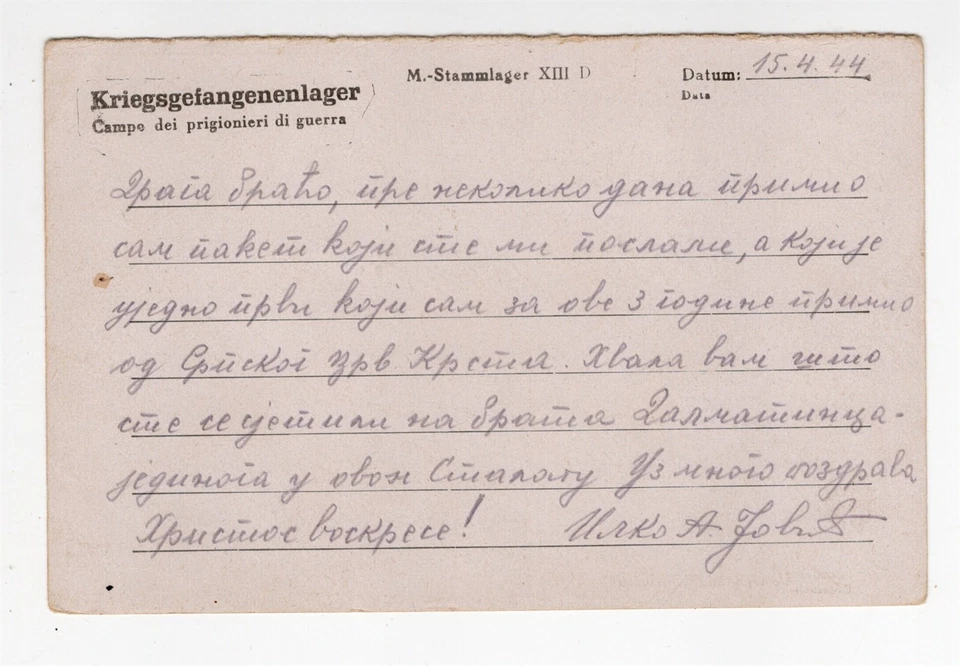 M.-Stammlager XIII D
Datum: 15.4.44
Data
Kriegsgefangenenlager
Campo dei prigionieri di guerra
Драга браћо, пре неколико дана примио
сам пакет који сте ми послали, а који је
уједно први који сам за ове 3 године примио
од Српског Црв. Крста. Хвала вам што
сте се сјетили на брата Далматинца-
јединога у овом Сталагу Уз много поздрава
Христос воскресе! Илко А.